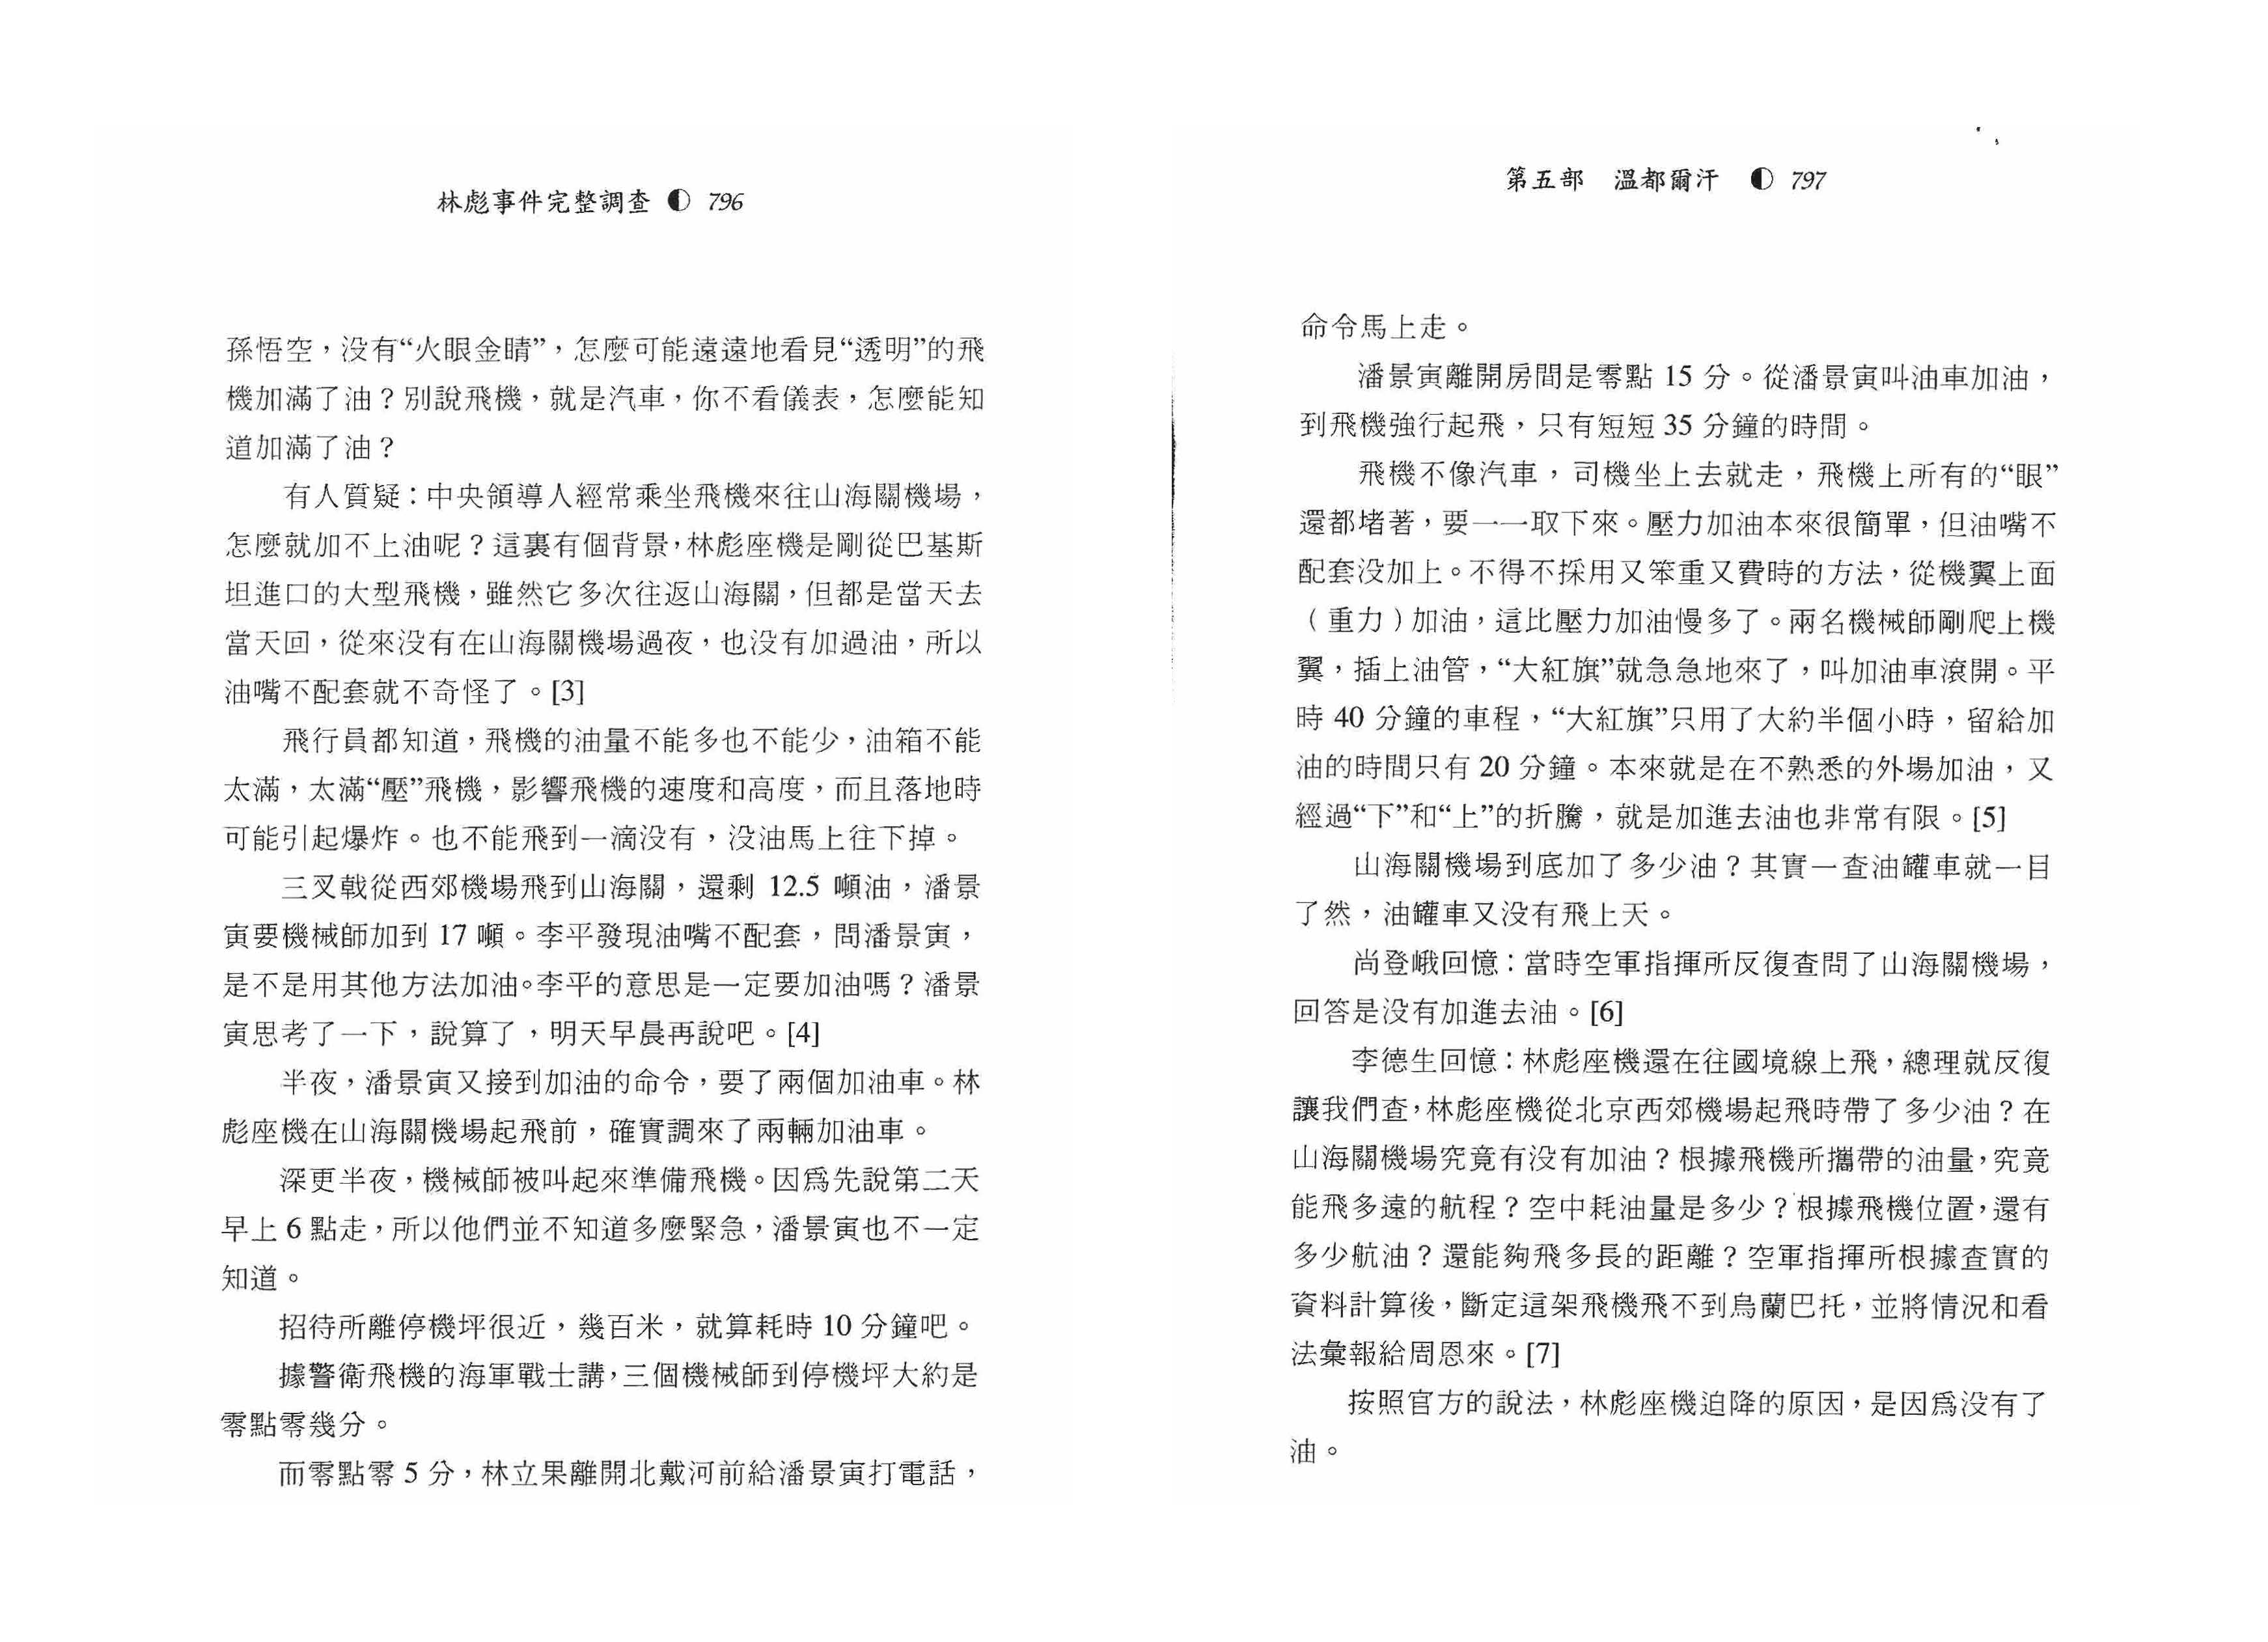 林彪事件完整調查 ◐ 796
孫悟空，没有“火眼金睛”，怎麼可能遠遠地看見“透明”的飛
機加滿了油？別說飛機，就是汽車，你不看儀表，怎麼能知
道加滿了油？
有人質疑：中央領導人經常乘坐飛機來往山海關機場，
怎麼就加不上油呢？這裏有個背景，林彪座機是剛從巴基斯
坦進口的大型飛機，雖然它多次往返山海關，但都是當天去
當天回，從來没有在山海關機場過夜，也没有加過油，所以
油嘴不配套就不奇怪了。[3]
飛行員都知道，飛機的油量不能多也不能少，油箱不能
太滿，太滿“壓”飛機，影響飛機的速度和高度，而且落地時
可能引起爆炸。也不能飛到一滴没有，没油馬上往下掉。
三叉戟從西郊機場飛到山海關，還剩 12.5 噸油，潘景
寅要機械師加到 17 噸。李平發現油嘴不配套，問潘景寅，
是不是用其他方法加油。李平的意思是一定要加油嗎？潘景
寅思考了一下，說算了，明天早晨再說吧。[4]
半夜，潘景寅又接到加油的命令，要了兩個加油車。林
彪座機在山海關機場起飛前，確實調來了兩輛加油車。
深更半夜，機械師被叫起來準備飛機。因爲先說第二天
早上 6 點走，所以他們並不知道多麼緊急，潘景寅也不一定
知道。
招待所離停機坪很近，幾百米，就算耗時 10 分鐘吧。
據警衛飛機的海軍戰士講，三個機械師到停機坪大約是
零點零幾分。
而零點零 5 分，林立果離開北戴河前給潘景寅打電話，
第五部 溫都爾汗 ◐ 797
命令馬上走。
潘景寅離開房間是零點 15 分。從潘景寅叫油車加油，
到飛機強行起飛，只有短短 35 分鐘的時間。
飛機不像汽車，司機坐上去就走，飛機上所有的“眼”
還都堵著，要一一取下來。壓力加油本來很簡單，但油嘴不
配套没加上。不得不採用又笨重又費時的方法，從機翼上面
（重力）加油，這比壓力加油慢多了。兩名機械師剛爬上機
翼，插上油管，“大紅旗”就急急地來了，叫加油車滾開。平
時 40 分鐘的車程，“大紅旗”只用了大約半個小時，留給加
油的時間只有 20 分鐘。本來就是在不熟悉的外場加油，又
經過“下”和“上”的折騰，就是加進去油也非常有限。[5]
山海關機場到底加了多少油？其實一查油罐車就一目
了然，油罐車又没有飛上天。
尚登峨回憶：當時空軍指揮所反復查問了山海關機場，
回答是没有加進去油。[6]
李德生回憶：林彪座機還在往國境線上飛，總理就反復
讓我們查，林彪座機從北京西郊機場起飛時帶了多少油？在
山海關機場究竟有没有加油？根據飛機所攜帶的油量，究竟
能飛多遠的航程？空中耗油量是多少？根據飛機位置，還有
多少航油？還能夠飛多長的距離？空軍指揮所根據查實的
資料計算後，斷定這架飛機飛不到烏蘭巴托，並將情況和看
法彙報給周恩來。[7]
按照官方的說法，林彪座機迫降的原因，是因爲没有了
油。